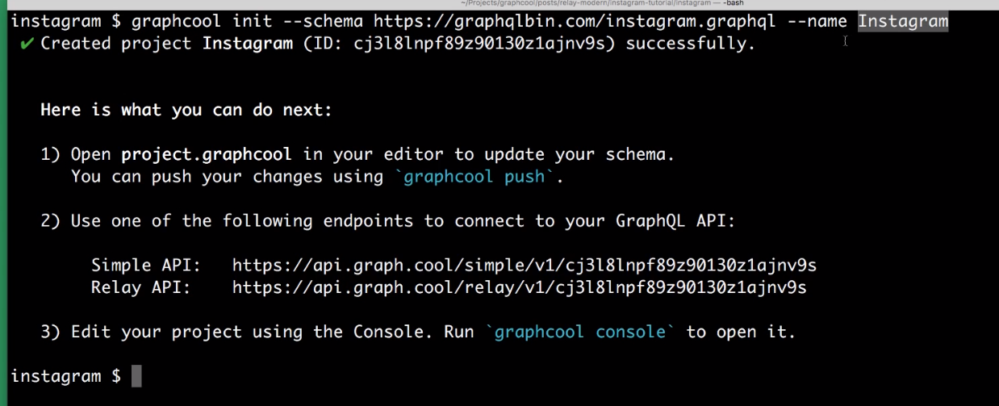 ~/Projects/graphcool/posts/relay-modern/instagram-tutorial/instagram — -bash
instagram $ graphcool init --schema https://graphqlbin.com/instagram.graphql --name Instagram
✔ Created project Instagram (ID: cj3l8lnpf89z90130z1ajnv9s) successfully.
Here is what you can do next:
1) Open project.graphcool in your editor to update your schema.
You can push your changes using `graphcool push`.
2) Use one of the following endpoints to connect to your GraphQL API:
Simple API: https://api.graph.cool/simple/v1/cj3l8lnpf89z90130z1ajnv9s
Relay API: https://api.graph.cool/relay/v1/cj3l8lnpf89z90130z1ajnv9s
3) Edit your project using the Console. Run `graphcool console` to open it.
instagram $